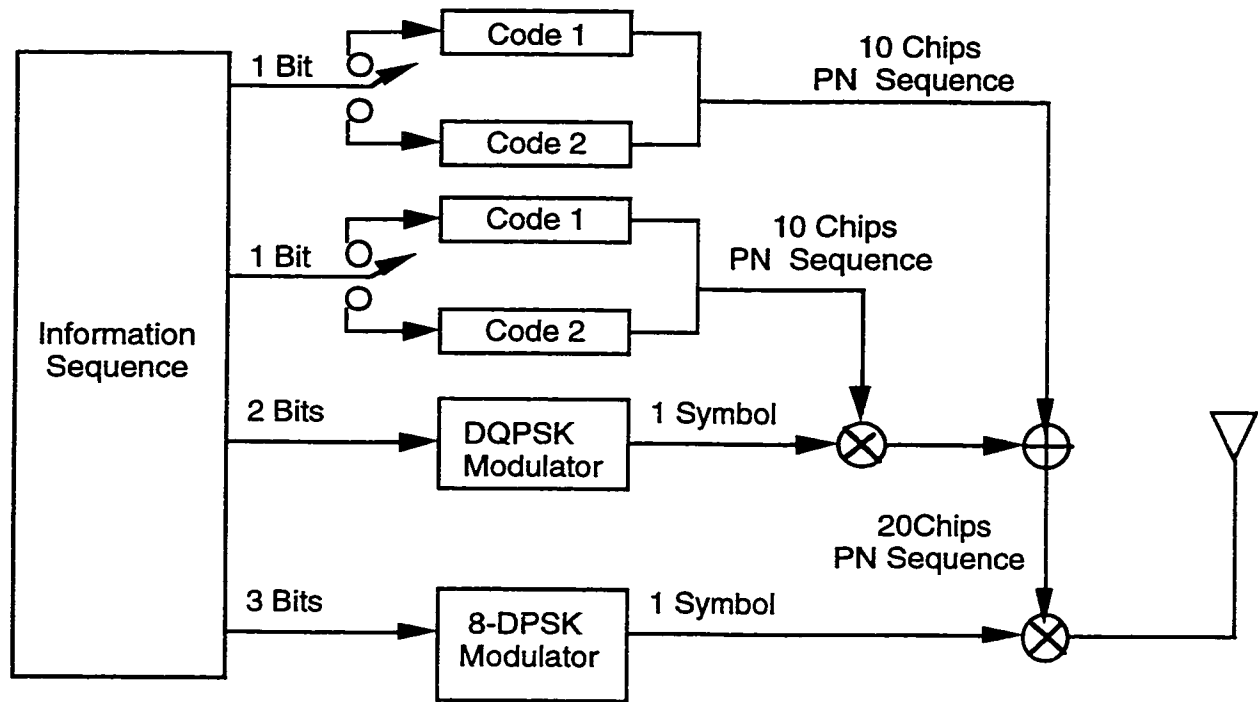 Code 1
1 Bit
10 Chips
PN Sequence
Code 2
Code 1
1 Bit
10 Chips
PN Sequence
Code 2
Information
Sequence
2 Bits
DQPSK
Modulator
1 Symbol
20Chips
PN Sequence
3 Bits
8-DPSK
Modulator
1 Symbol